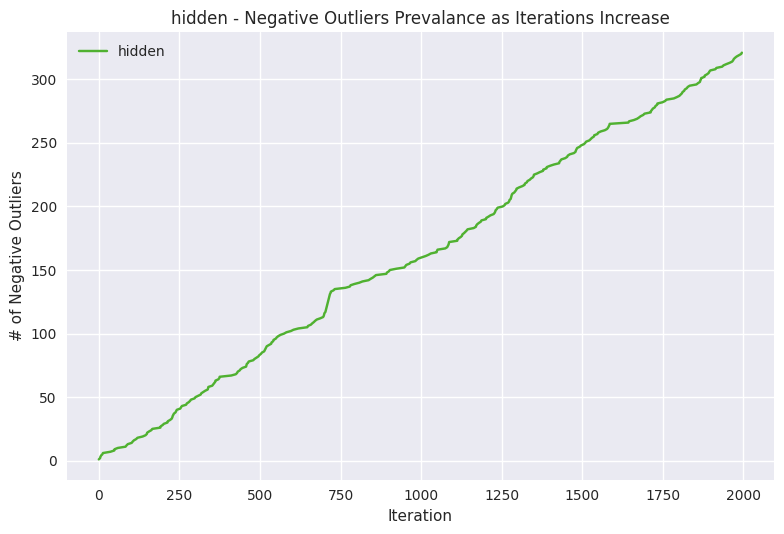 hidden - Negative Outliers Prevalance as Iterations Increase
hidden
# of Negative Outliers
300
250
200
150
100
50
0
0 250 500 750 1000 1250 1500 1750 2000
Iteration